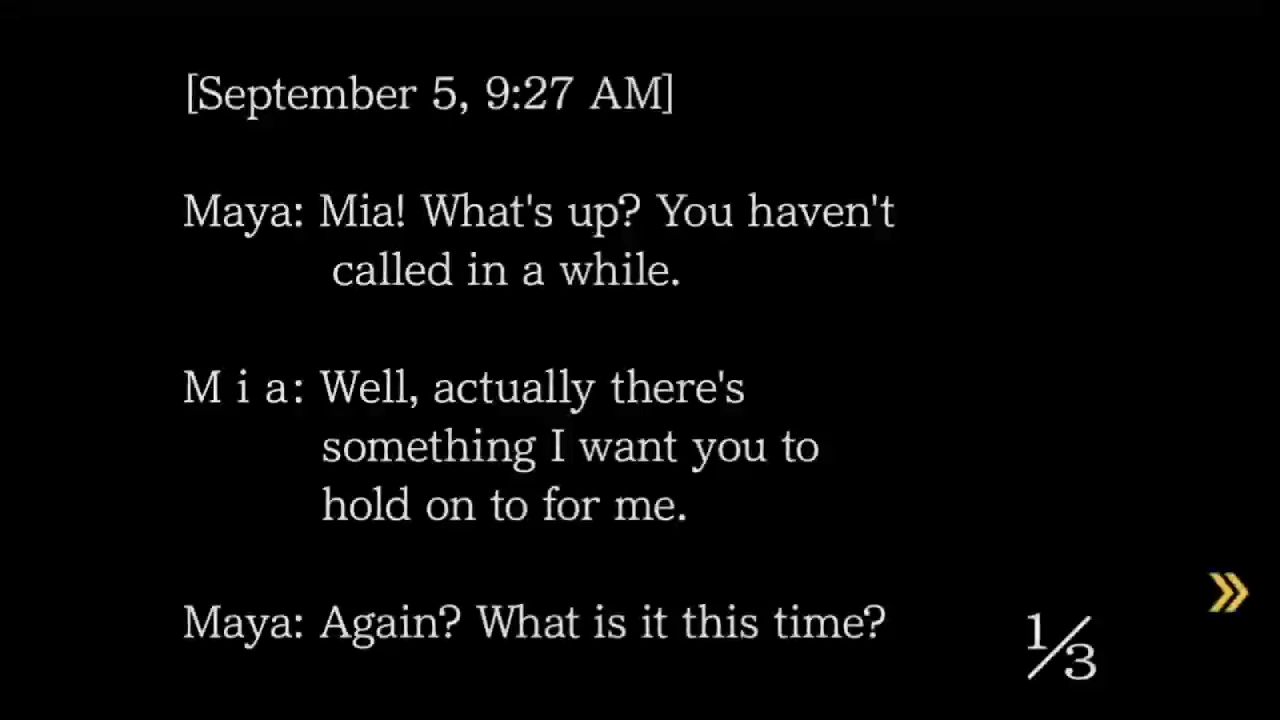 [September 5, 9:27 AM]
Maya: Mia! What's up? You haven't
called in a while.
M i a: Well, actually there's
something I want you to
hold on to for me.
Maya: Again? What is it this time?
1/3